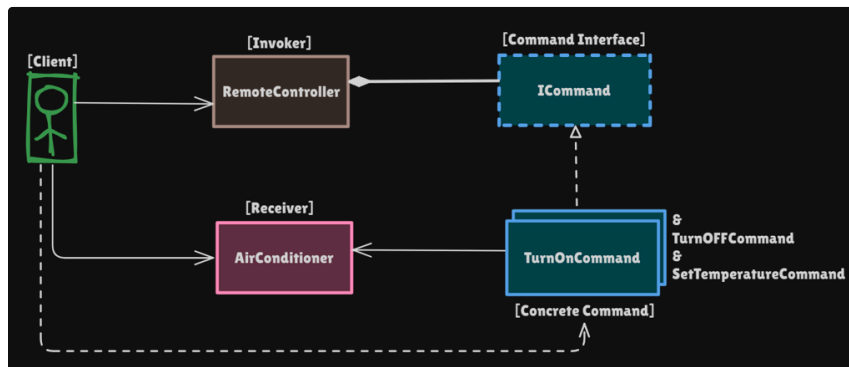 [Client]
[Invoker]
RemoteController
[Command Interface]
ICommand
[Receiver]
AirConditioner
TurnOnCommand
&
TurnOFFCommand
&
SetTemperatureCommand
[Concrete Command]